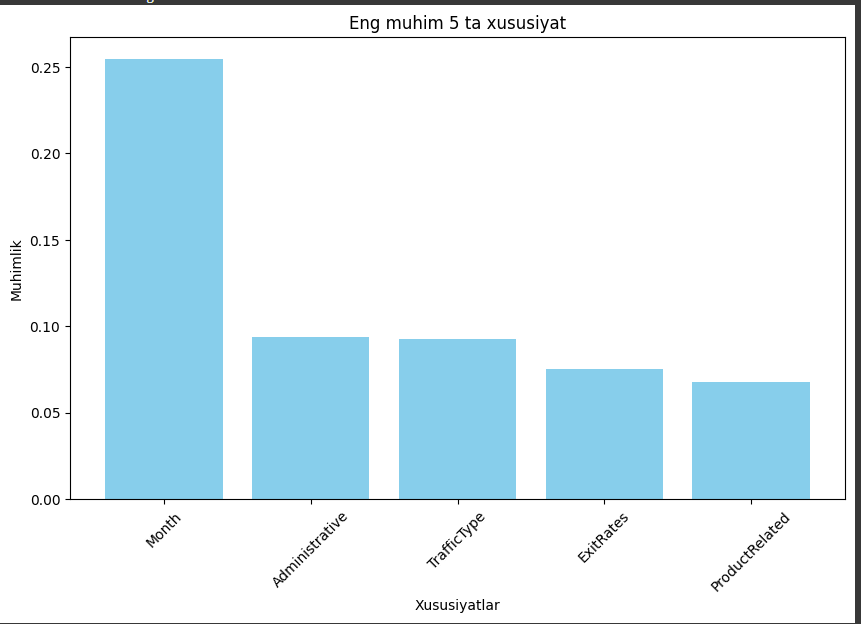 Eng muhim 5 ta xususiyat
Muhimlik
0.25
0.20
0.15
0.10
0.05
0.00
Month
Administrative
TrafficType
ExitRates
ProductRelated
Xususiyatlar